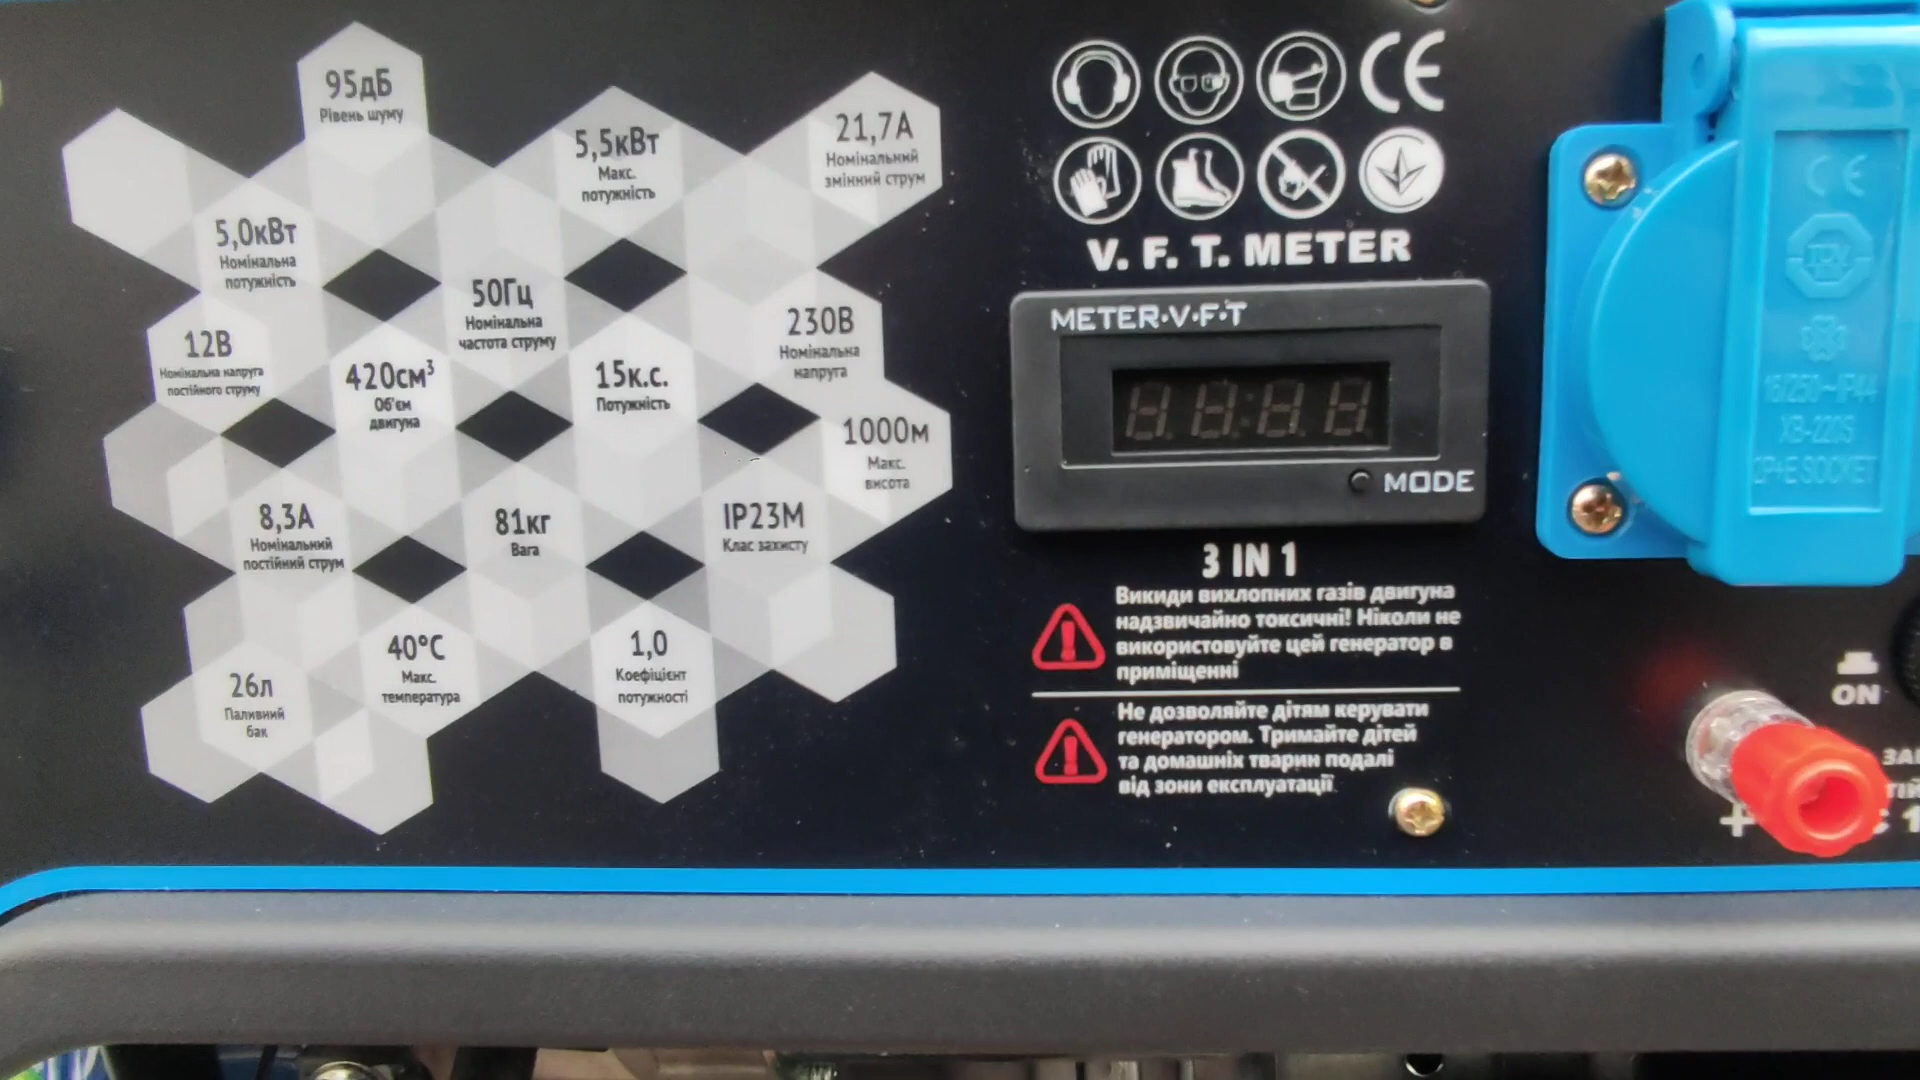 95дБ
Рівень шуму
5,5кВт
Макс.
потужність
21,7А
Номінальний
змінний струм
5,0кВт
Номінальна
потужність
50Гц
Номінальна
частота струму
230В
Номінальна
напруга
12В
Номінальна напруга
постійного струму
420см³
Об'єм
двигуна
15к.с.
Потужність
1000м
Макс.
висота
8,3А
Номінальний
постійний струм
81кг
Вага
IP23M
Клас захисту
40°C
Макс.
температура
1,0
Коефіцієнт
потужності
26л
Паливний
бак
CE
V. F. T. METER
METER·V·F·T
MODE
3 IN 1
Викиди вихлопних газів двигуна
надзвичайно токсичні! Ніколи не
використовуйте цей генератор в
приміщенні
Не дозволяйте дітям керувати
генератором. Тримайте дітей
та домашніх тварин подалі
від зони експлуатації
CE
16/250~IP44
XB-220S
2P+E SOCKET
ON
+